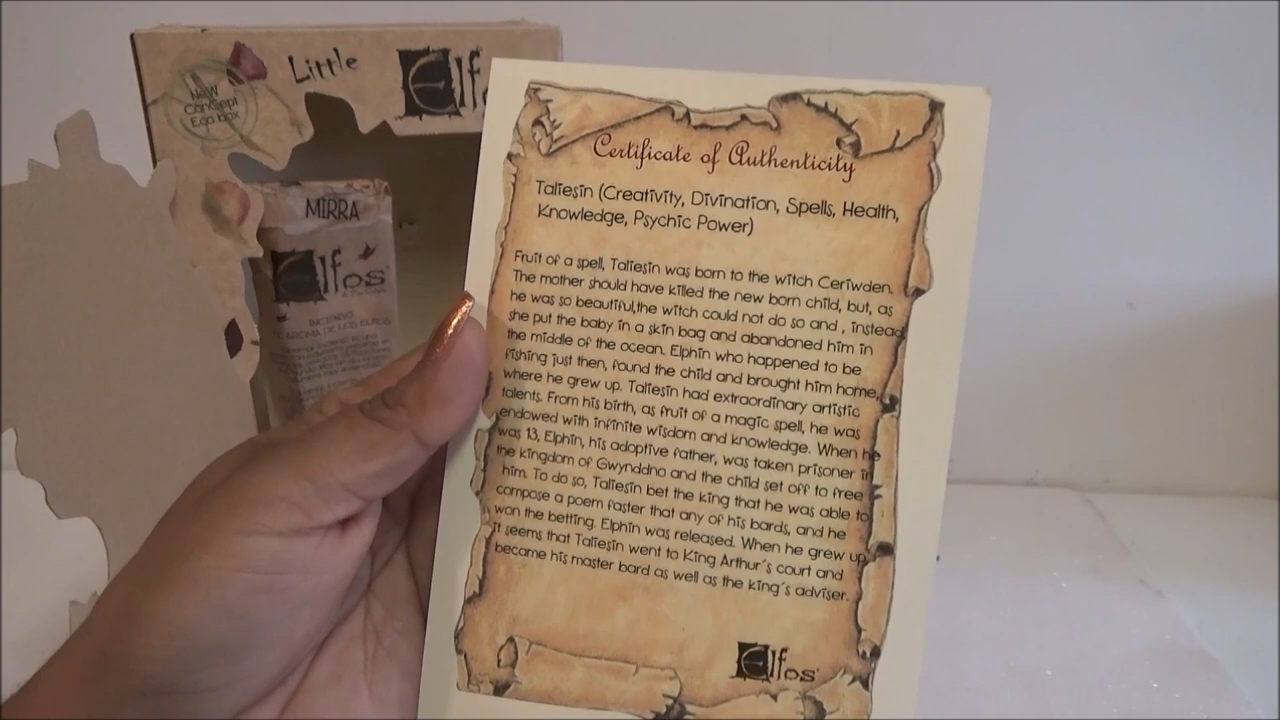 Little Elf
NEW
Concept
Eco box
MIRRA
Elfos
INCIENSO
AROMA DE LOS ELFOS
Certificate of Authenticity
Taliesin (Creativity, Divination, Spells, Health,
Knowledge, Psychic Power)
Fruit of a spell, Taliesin was born to the witch Ceriwden.
The mother should have killed the new born child, but, as
he was so beautiful,the witch could not do so and , instead
she put the baby in a skin bag and abandoned him in
the middle of the ocean. Elphin who happened to be
fishing just then, found the child and brought him home,
where he grew up. Taliesin had extraordinary artistic
talents. From his birth, as fruit of a magic spell, he was
endowed with infinite wisdom and knowledge. When he
was 13, Elphin, his adoptive father, was taken prisoner in
the kingdom of Gwynddno and the child set off to free
him. To do so, Taliesin bet the king that he was able to
compose a poem faster that any of his bards, and he
won the betting. Elphin was released. When he grew up
it seems that Taliesin went to King Arthur´s court and
became his master bard as well as the king´s adviser.
Elfos